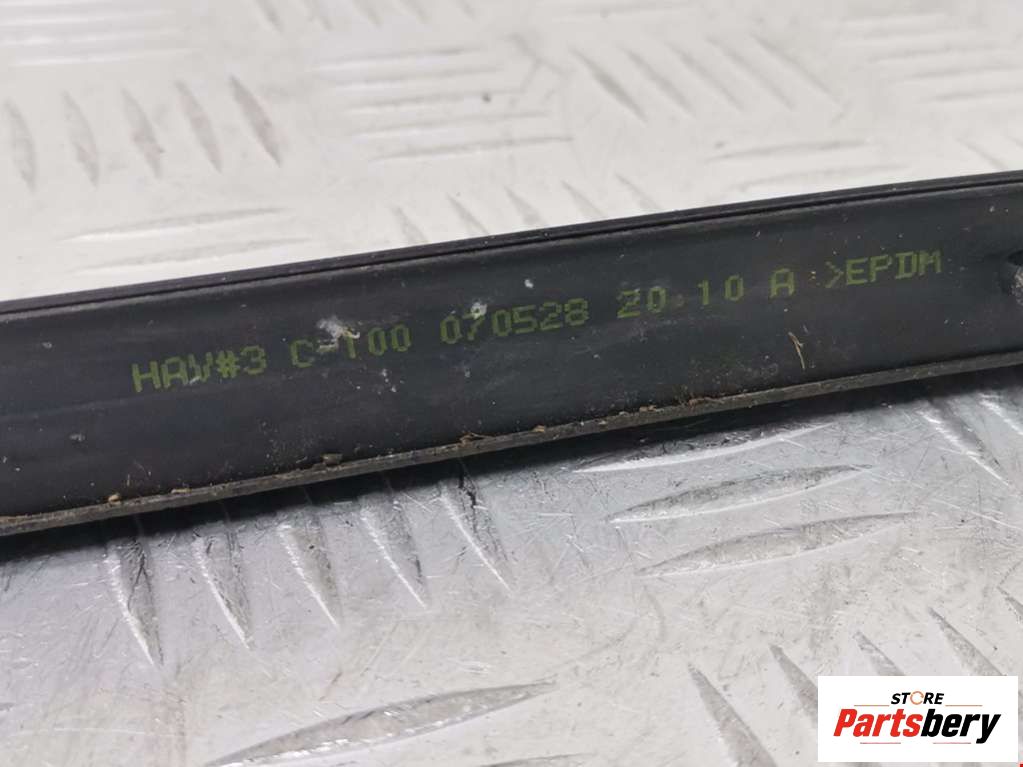 HAV#3 C-100 070528 20:10 A >EPDM
STORE
Partsbery